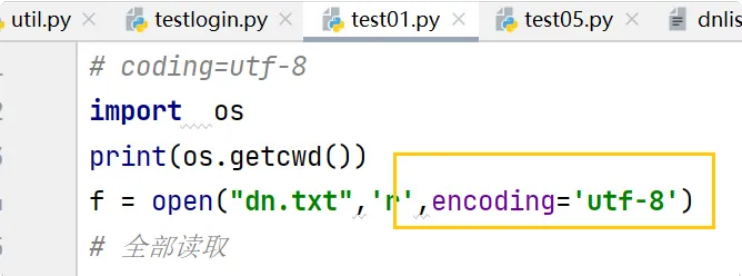 util.py × testlogin.py × test01.py × test05.py × dnlis
# coding=utf-8
import  os
print(os.getcwd())
f = open("dn.txt",'r',encoding='utf-8')
# 全部读取